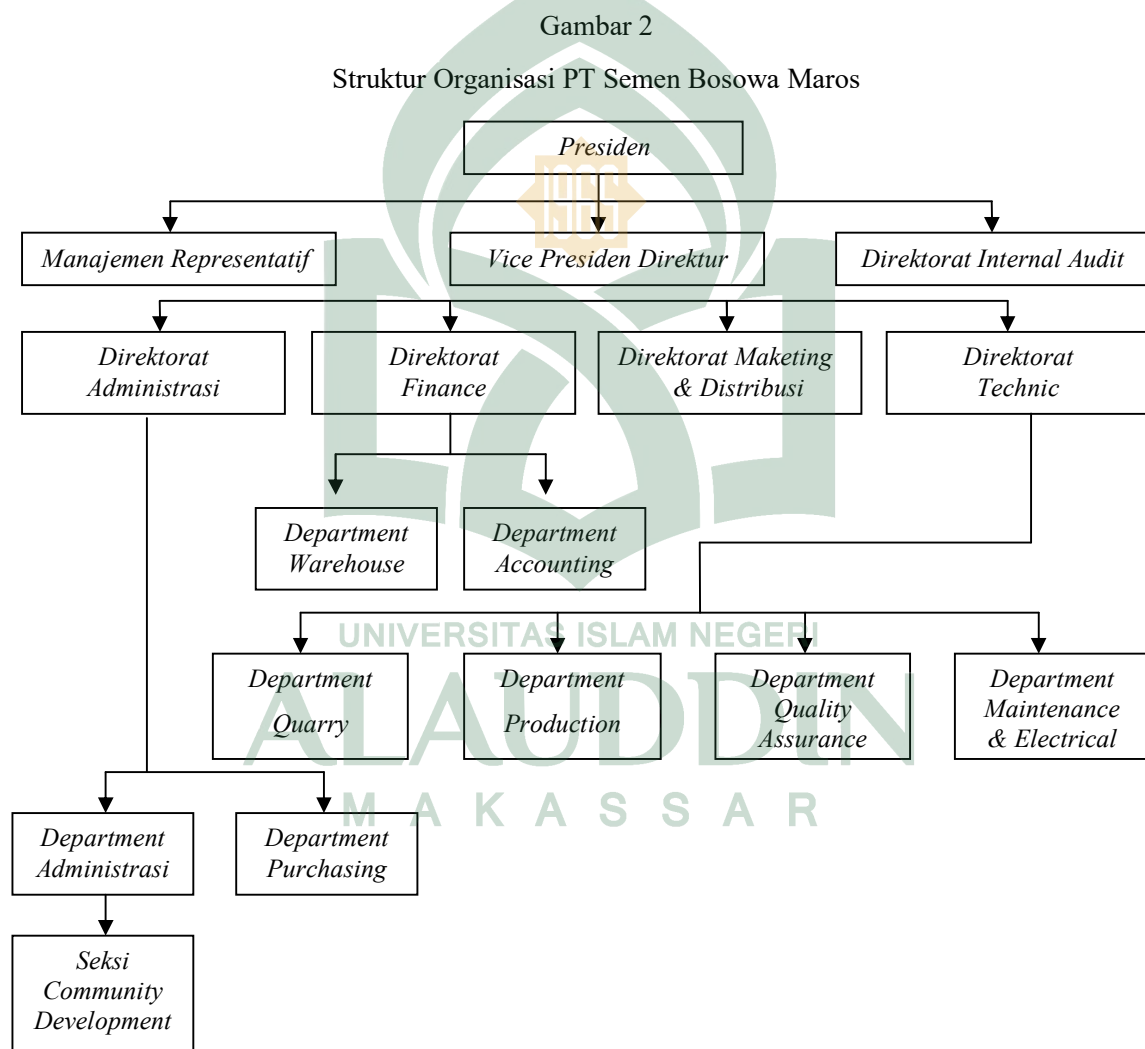 Gambar 2
Struktur Organisasi PT Semen Bosowa Maros
Presiden
Manajemen Representatif
Vice Presiden Direktur
Direktorat Internal Audit
Direktorat
Administrasi
Direktorat
Finance
Direktorat Maketing
& Distribusi
Direktorat
Technic
Department
Warehouse
Department
Accounting
UNIVERSITAS ISLAM NEGERI
Department
Quarry
Department
Production
Department
Quality
Assurance
Department
Maintenance
& Electrical
ALAUDDIN
MAKASSAR
Department
Administrasi
Department
Purchasing
Seksi
Community
Development